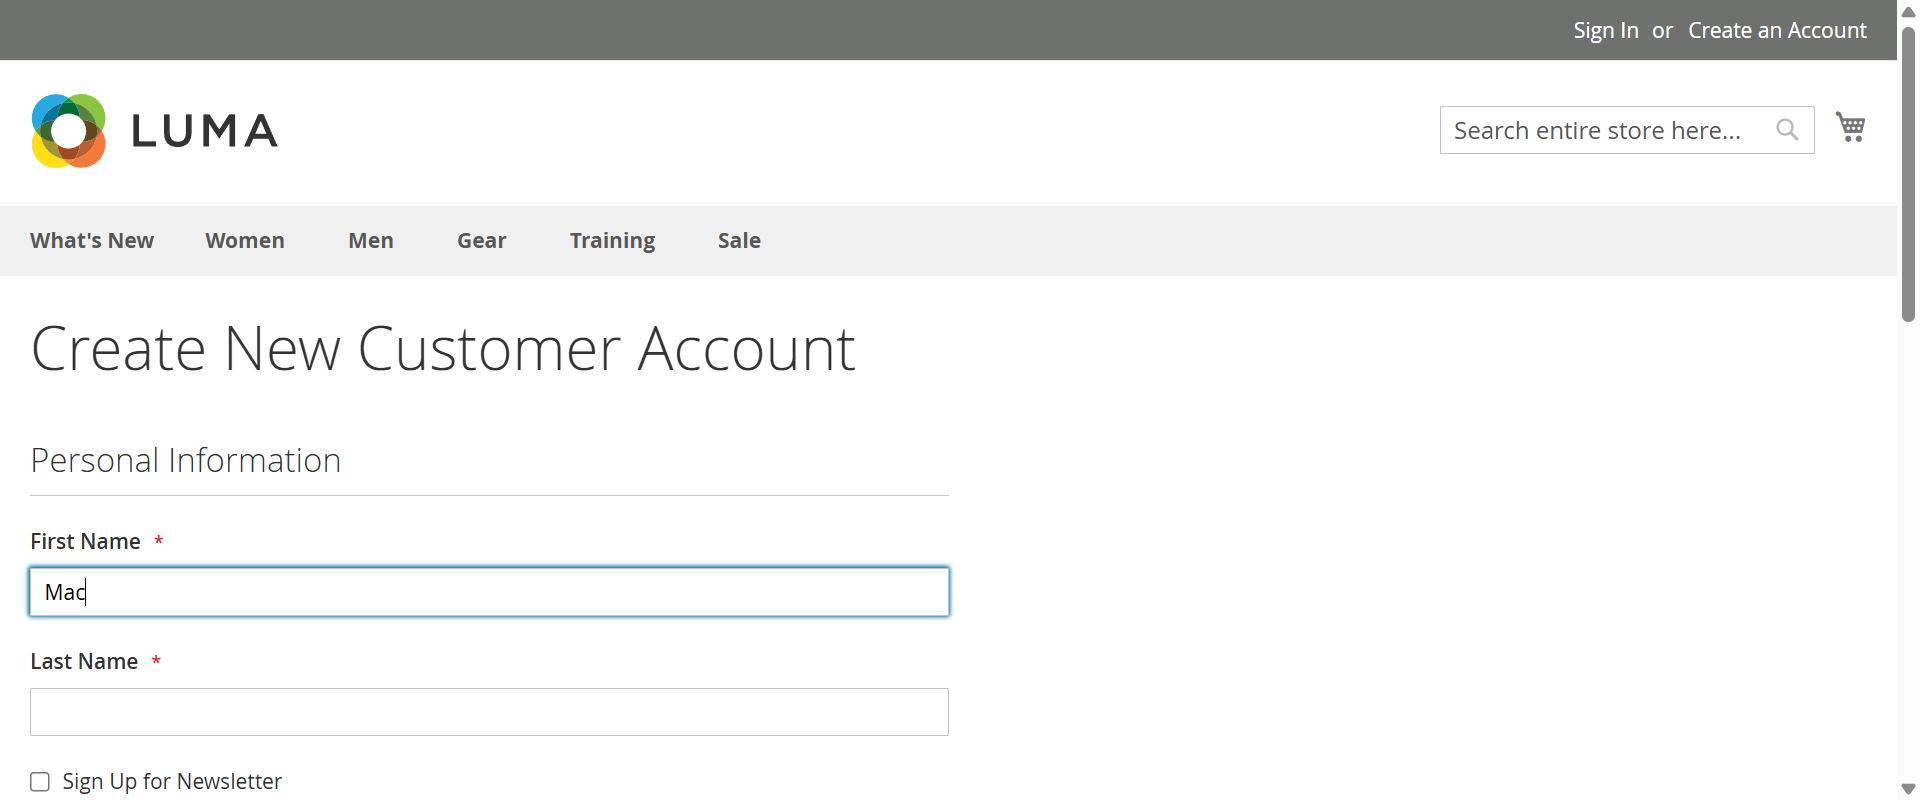 Sign In or Create an Account
LUMA
Search entire store here...
What's New Women Men Gear Training Sale
Create New Customer Account
Personal Information
First Name *
Mac
Last Name *
Sign Up for Newsletter